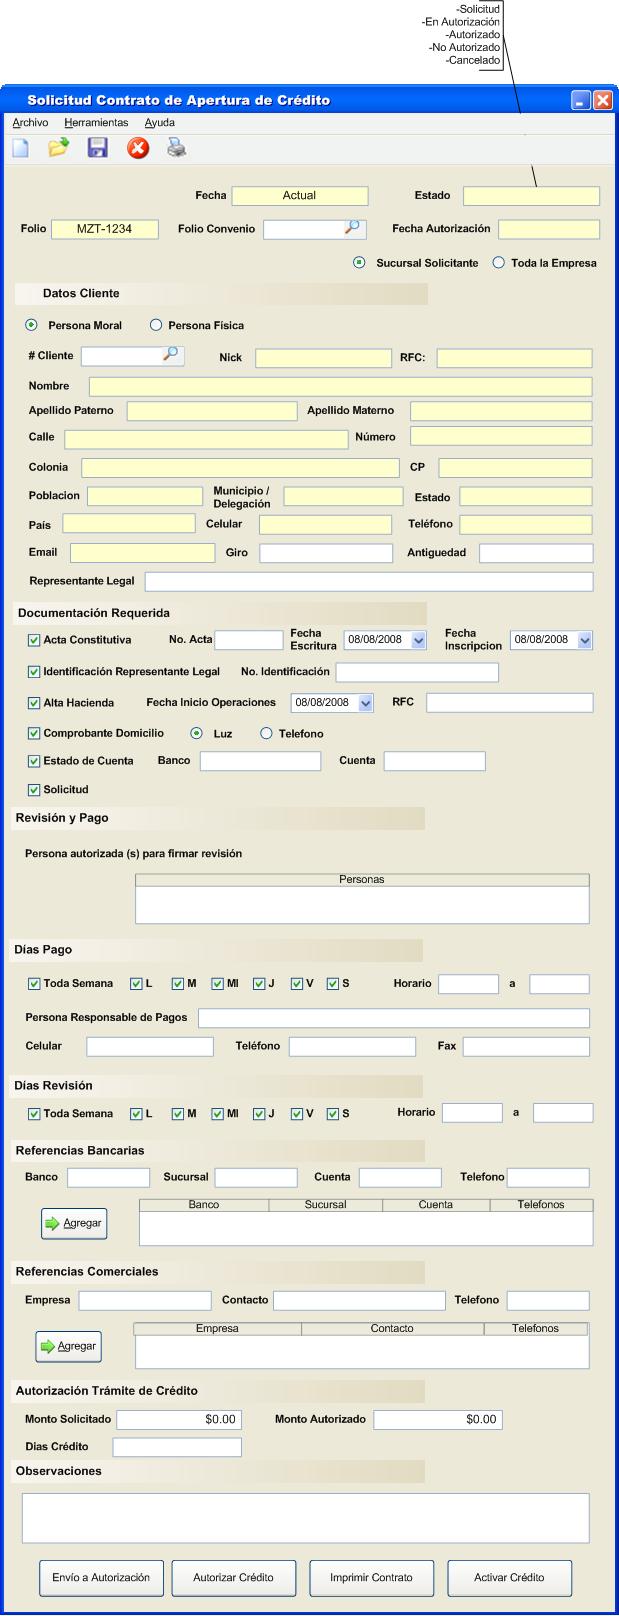 -Solicitud
-En Autorización
-Autorizado
-No Autorizado
-Cancelado
Solicitud Contrato de Apertura de Crédito
Archivo Herramientas Ayuda
Fecha Actual Estado
Folio MZT-1234 Folio Convenio Fecha Autorización
Sucursal Solicitante Toda la Empresa
Datos Cliente
Persona Moral Persona Física
# Cliente Nick RFC:
Nombre
Apellido Paterno Apellido Materno
Calle Número
Colonia CP
Poblacion Municipio / Delegación Estado
País Celular Teléfono
Email Giro Antiguedad
Representante Legal
Documentación Requerida
Acta Constitutiva No. Acta Fecha Escritura 08/08/2008 Fecha Inscripcion 08/08/2008
Identificación Representante Legal No. Identificación
Alta Hacienda Fecha Inicio Operaciones 08/08/2008 RFC
Comprobante Domicilio Luz Telefono
Estado de Cuenta Banco Cuenta
Solicitud
Revisión y Pago
Persona autorizada (s) para firmar revisión
Personas
Días Pago
Toda Semana L M MI J V S Horario a
Persona Responsable de Pagos
Celular Teléfono Fax
Días Revisión
Toda Semana L M MI J V S Horario a
Referencias Bancarias
Banco Sucursal Cuenta Telefono
Banco Sucursal Cuenta Telefonos
Agregar
Referencias Comerciales
Empresa Contacto Telefono
Empresa Contacto Telefonos
Agregar
Autorización Trámite de Crédito
Monto Solicitado $0.00 Monto Autorizado $0.00
Dias Crédito
Observaciones
Envío a Autorización Autorizar Crédito Imprimir Contrato Activar Crédito